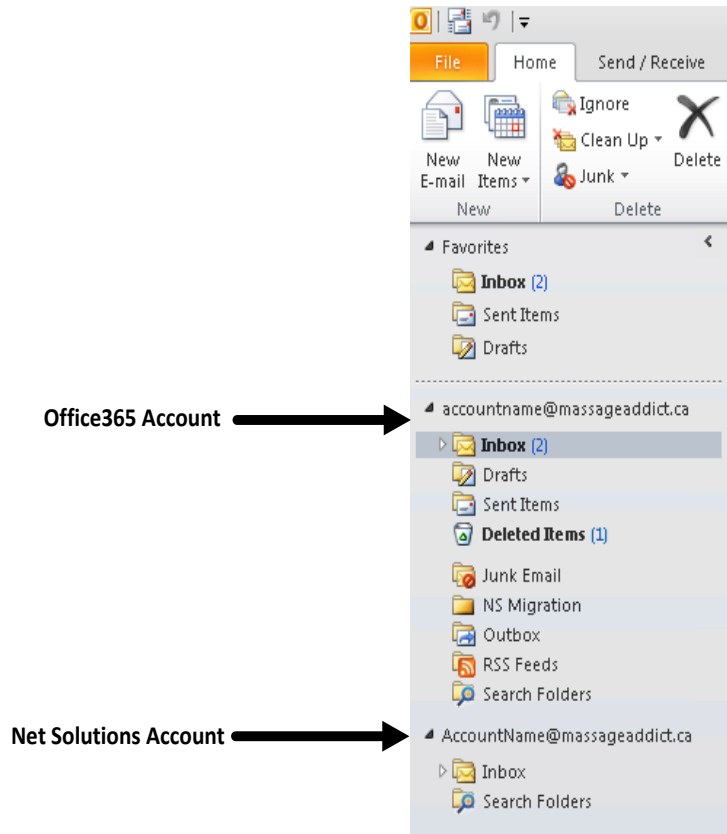 File Home Send / Receive
New E-mail
New Items
Ignore
Clean Up
Junk
Delete
New Delete
Favorites
Inbox (2)
Sent Items
Drafts
Office365 Account
accountname@massageaddict.ca
Inbox (2)
Drafts
Sent Items
Deleted Items (1)
Junk Email
NS Migration
Outbox
RSS Feeds
Search Folders
Net Solutions Account
AccountName@massageaddict.ca
Inbox
Search Folders